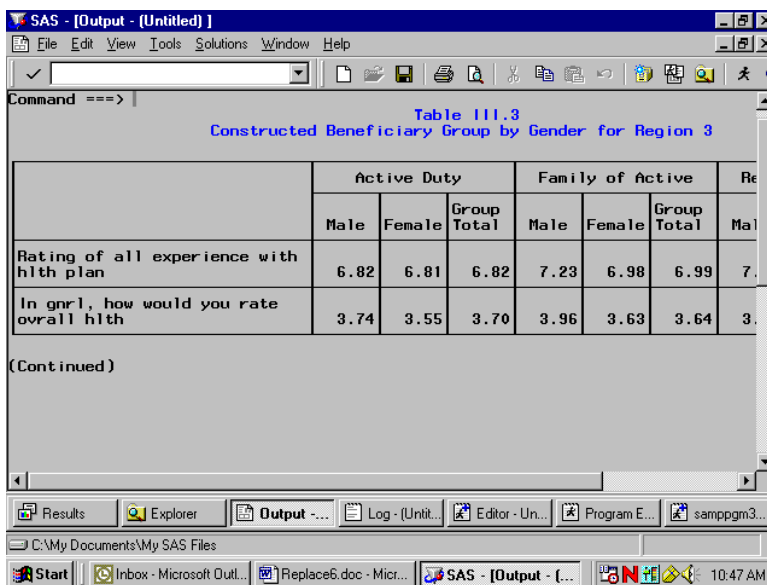 SAS - [Output - (Untitled) ]
File Edit View Tools Solutions Window Help
Command ===>
Table III.3
Constructed Beneficiary Group by Gender for Region 3
Active Duty Family of Active Re
Male Female Group Total Male Female Group Total Mal
Rating of all experience with
hlth plan 6.82 6.81 6.82 7.23 6.98 6.99 7.
In gnrl, how would you rate
ovrall hlth 3.74 3.55 3.70 3.96 3.63 3.64 3.
(Continued)
Results Explorer Output -... Log - (Untit... Editor - Un... Program E... samppgm3...
C:\My Documents\My SAS Files
Start Inbox - Microsoft Outl... Replace6.doc - Micr... SAS - [Output - (... 10:47 AM